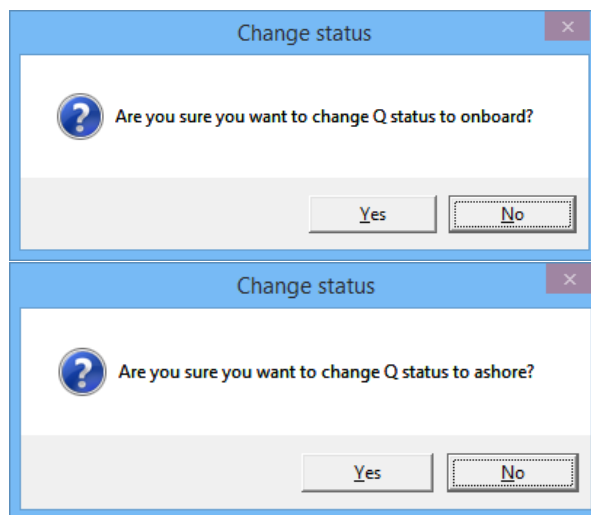 Change status
Are you sure you want to change Q status to onboard?
Yes No
Change status
Are you sure you want to change Q status to ashore?
Yes No